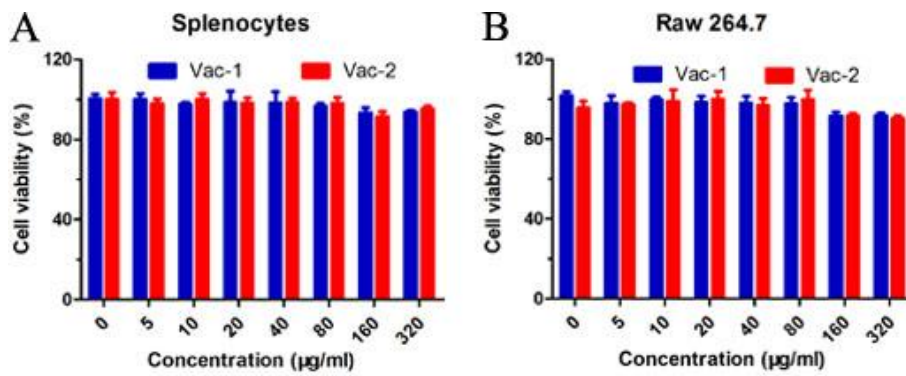 A
Splenocytes
120
80
40
0
Cell viability (%)
Vac-1
Vac-2
0 5 10 20 40 80 160 320
Concentration (µg/ml)
B
Raw 264.7
120
80
40
0
Cell viability (%)
Vac-1
Vac-2
0 5 10 20 40 80 160 320
Concentration (µg/ml)